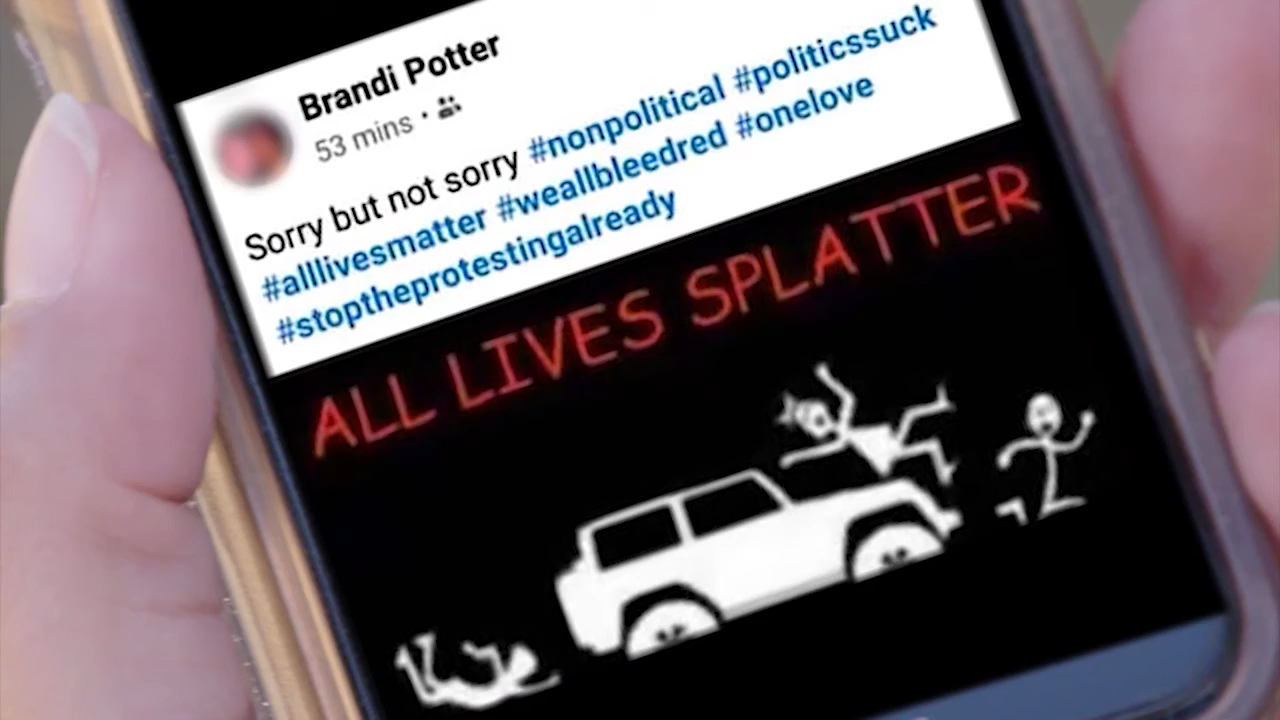 Brandi Potter
53 mins ·
Sorry but not sorry #nonpolitical #politicssuck
#alllivesmatter #weallbleedred #onelove
#stoptheprotestingalready
ALL LIVES SPLATTER